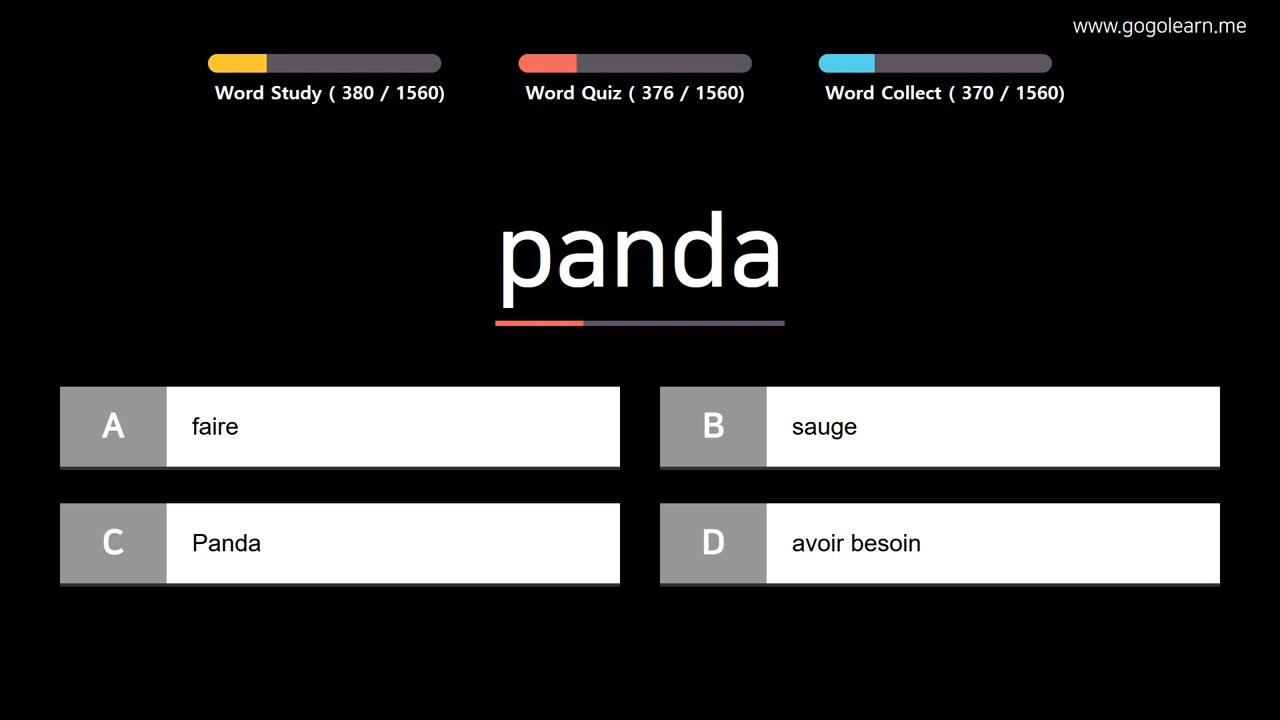 www.gogolearn.me
Word Study ( 380 / 1560)
Word Quiz ( 376 / 1560)
Word Collect ( 370 / 1560)
panda
A
faire
B
sauge
C
Panda
D
avoir besoin